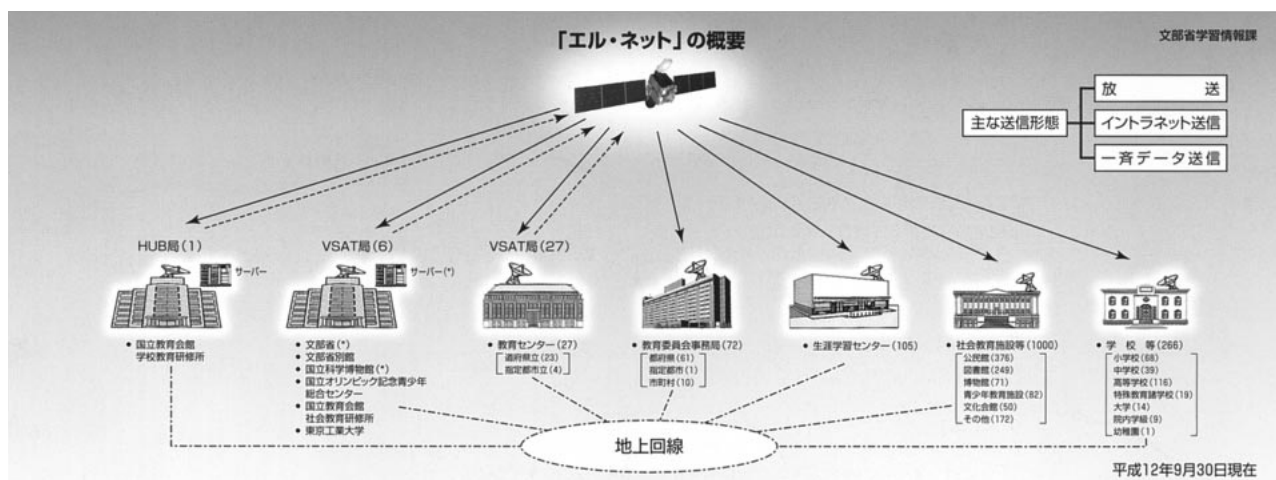 「エル・ネット」の概要
文部省学習情報課
主な送信形態
放 送
イントラネット送信
一斉データ送信
HUB局(1)
サーバー
• 国立教育会館
学校教育研修所
VSAT局(6)
サーバー(*)
• 文部省(*)
• 文部省別館
• 国立科学博物館(*)
• 国立オリンピック記念青少年
総合センター
• 国立教育会館
社会教育研修所
• 東京工業大学
VSAT局(27)
• 教育センター(27)
道府県立(23)
指定都市立(4)
• 教育委員会事務局(72)
都府県(61)
指定都市(1)
市町村(10)
• 生涯学習センター(105)
• 社会教育施設等(1000)
公民館(376)
図書館(249)
博物館(71)
青少年教育施設(82)
文化会館(50)
その他(172)
• 学 校 等(266)
小学校(68)
中学校(39)
高等学校(116)
特殊教育諸学校(19)
大学(14)
院内学級(9)
幼稚園(1)
地上回線
平成12年9月30日現在